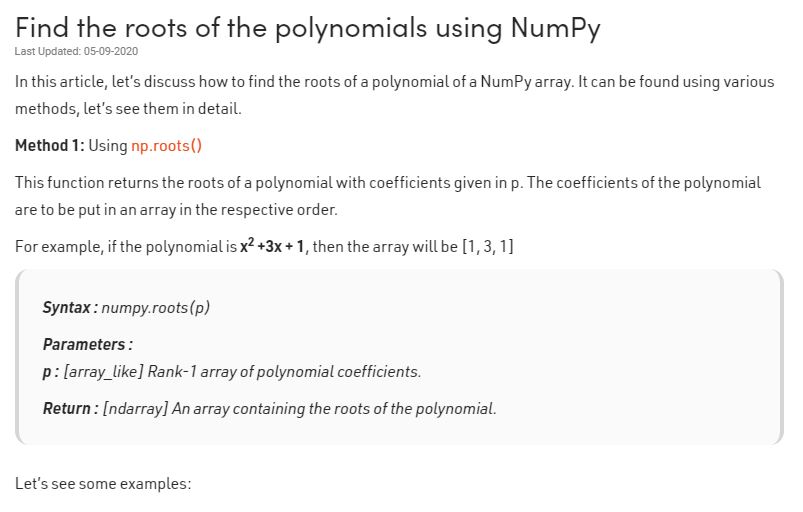 Find the roots of the polynomials using NumPy
Last Updated: 05-09-2020
In this article, let's discuss how to find the roots of a polynomial of a NumPy array. It can be found using various
methods, let's see them in detail.
Method 1: Using np.roots()
This function returns the roots of a polynomial with coefficients given in p. The coefficients of the polynomial
are to be put in an array in the respective order.
For example, if the polynomial is x² +3x + 1, then the array will be [1, 3, 1]
Syntax : numpy.roots(p)
Parameters :
p : [array_like] Rank-1 array of polynomial coefficients.
Return : [ndarray] An array containing the roots of the polynomial.
Let's see some examples: